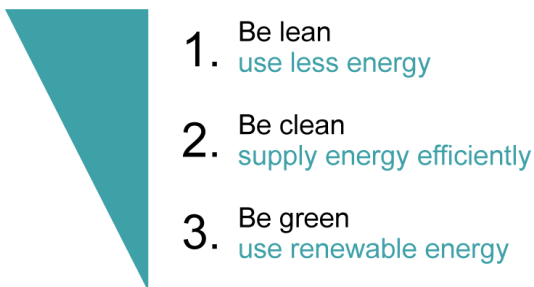 1. Be lean
use less energy
2. Be clean
supply energy efficiently
3. Be green
use renewable energy